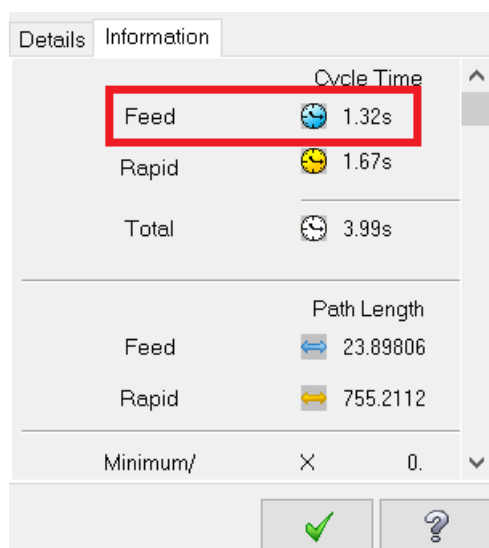 Details Information
Cycle Time
Feed 1.32s
Rapid 1.67s
Total 3.99s
Path Length
Feed 23.89806
Rapid 755.2112
Minimum/ X 0.